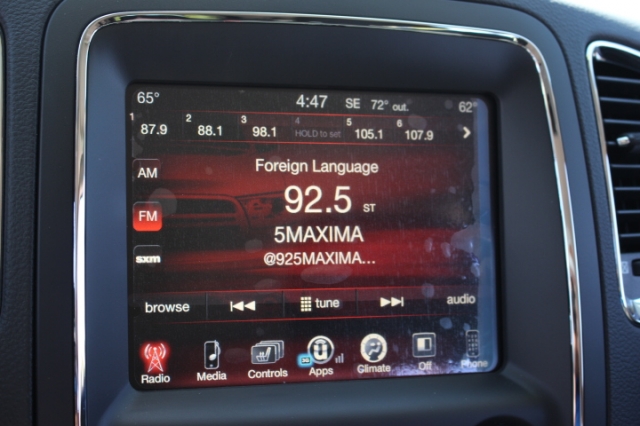 65° 4:47 SE 72° out. 62°
1 87.9 2 88.1 3 98.1 4 HOLD to set 5 105.1 6 107.9
AM
Foreign Language
FM
92.5 ST
5MAXIMA
sxm
@925MAXIMA...
browse tune audio
Radio Media Controls Apps Climate Off Phone